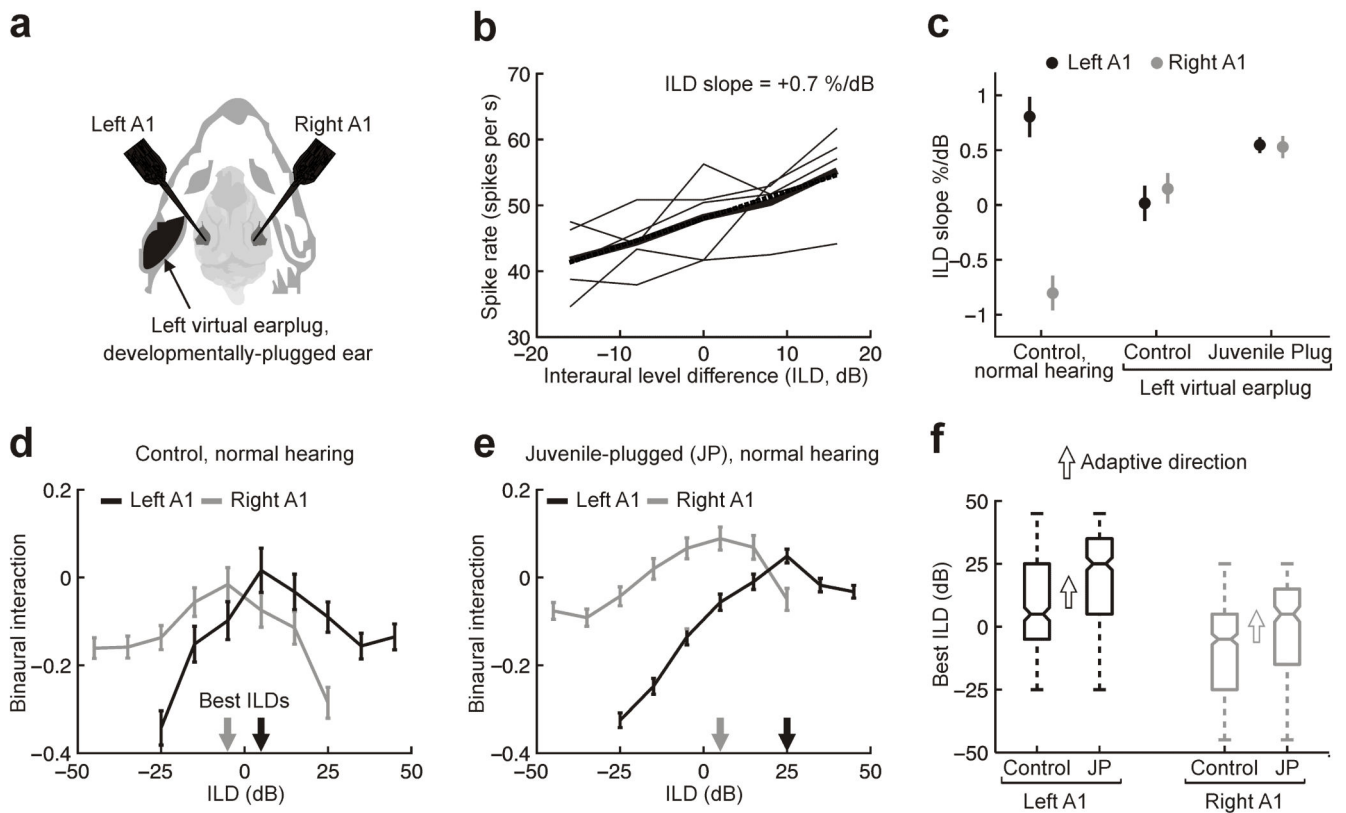 a
Left A1
Right A1
Left virtual earplug,
developmentally-plugged ear
b
ILD slope = +0.7 %/dB
Spike rate (spikes per s)
70
60
50
40
30
−20
−10
0
10
20
Interaural level difference (ILD, dB)
c
Left A1
Right A1
ILD slope %/dB
1
0.5
0
−0.5
−1
Control,
normal hearing
Control
Juvenile Plug
Left virtual earplug
d
Control, normal hearing
Left A1
Right A1
Binaural interaction
0.2
0
−0.2
−0.4
Best ILDs
−50
−25
0
25
50
ILD (dB)
e
Juvenile-plugged (JP), normal hearing
Left A1
Right A1
Binaural interaction
0.2
0
−0.2
−0.4
−50
−25
0
25
50
ILD (dB)
f
Adaptive direction
Best ILD (dB)
50
25
0
−25
−50
Control
JP
Control
JP
Left A1
Right A1